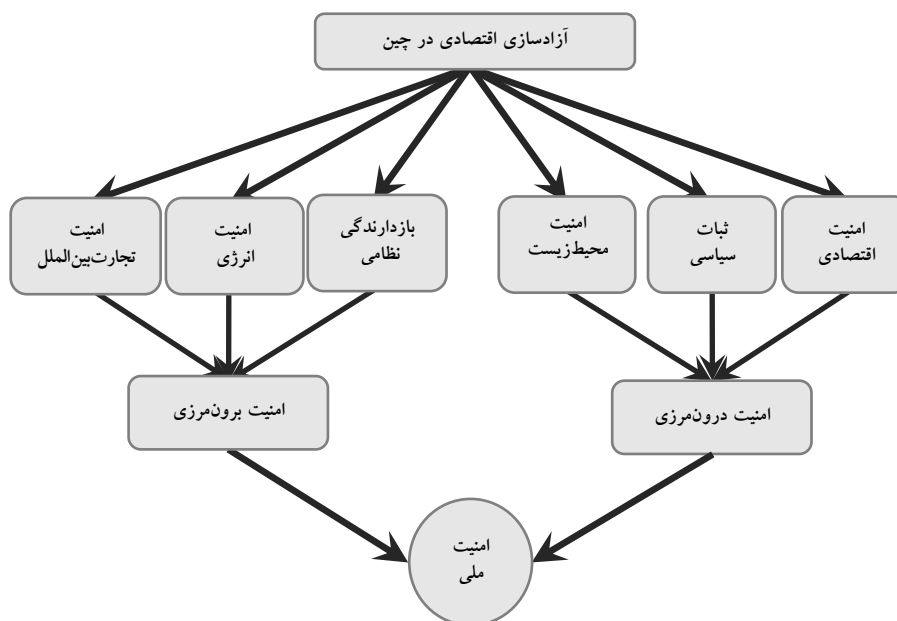 آزادسازی اقتصادی در چین
امنیت
اقتصادی
ثبات
سیاسی
امنیت
محیط‌زیست
بازدارندگی
نظامی
امنیت
انرژی
امنیت
تجارت‌بین‌الملل
امنیت درون‌مرزی
امنیت برون‌مرزی
امنیت
ملی